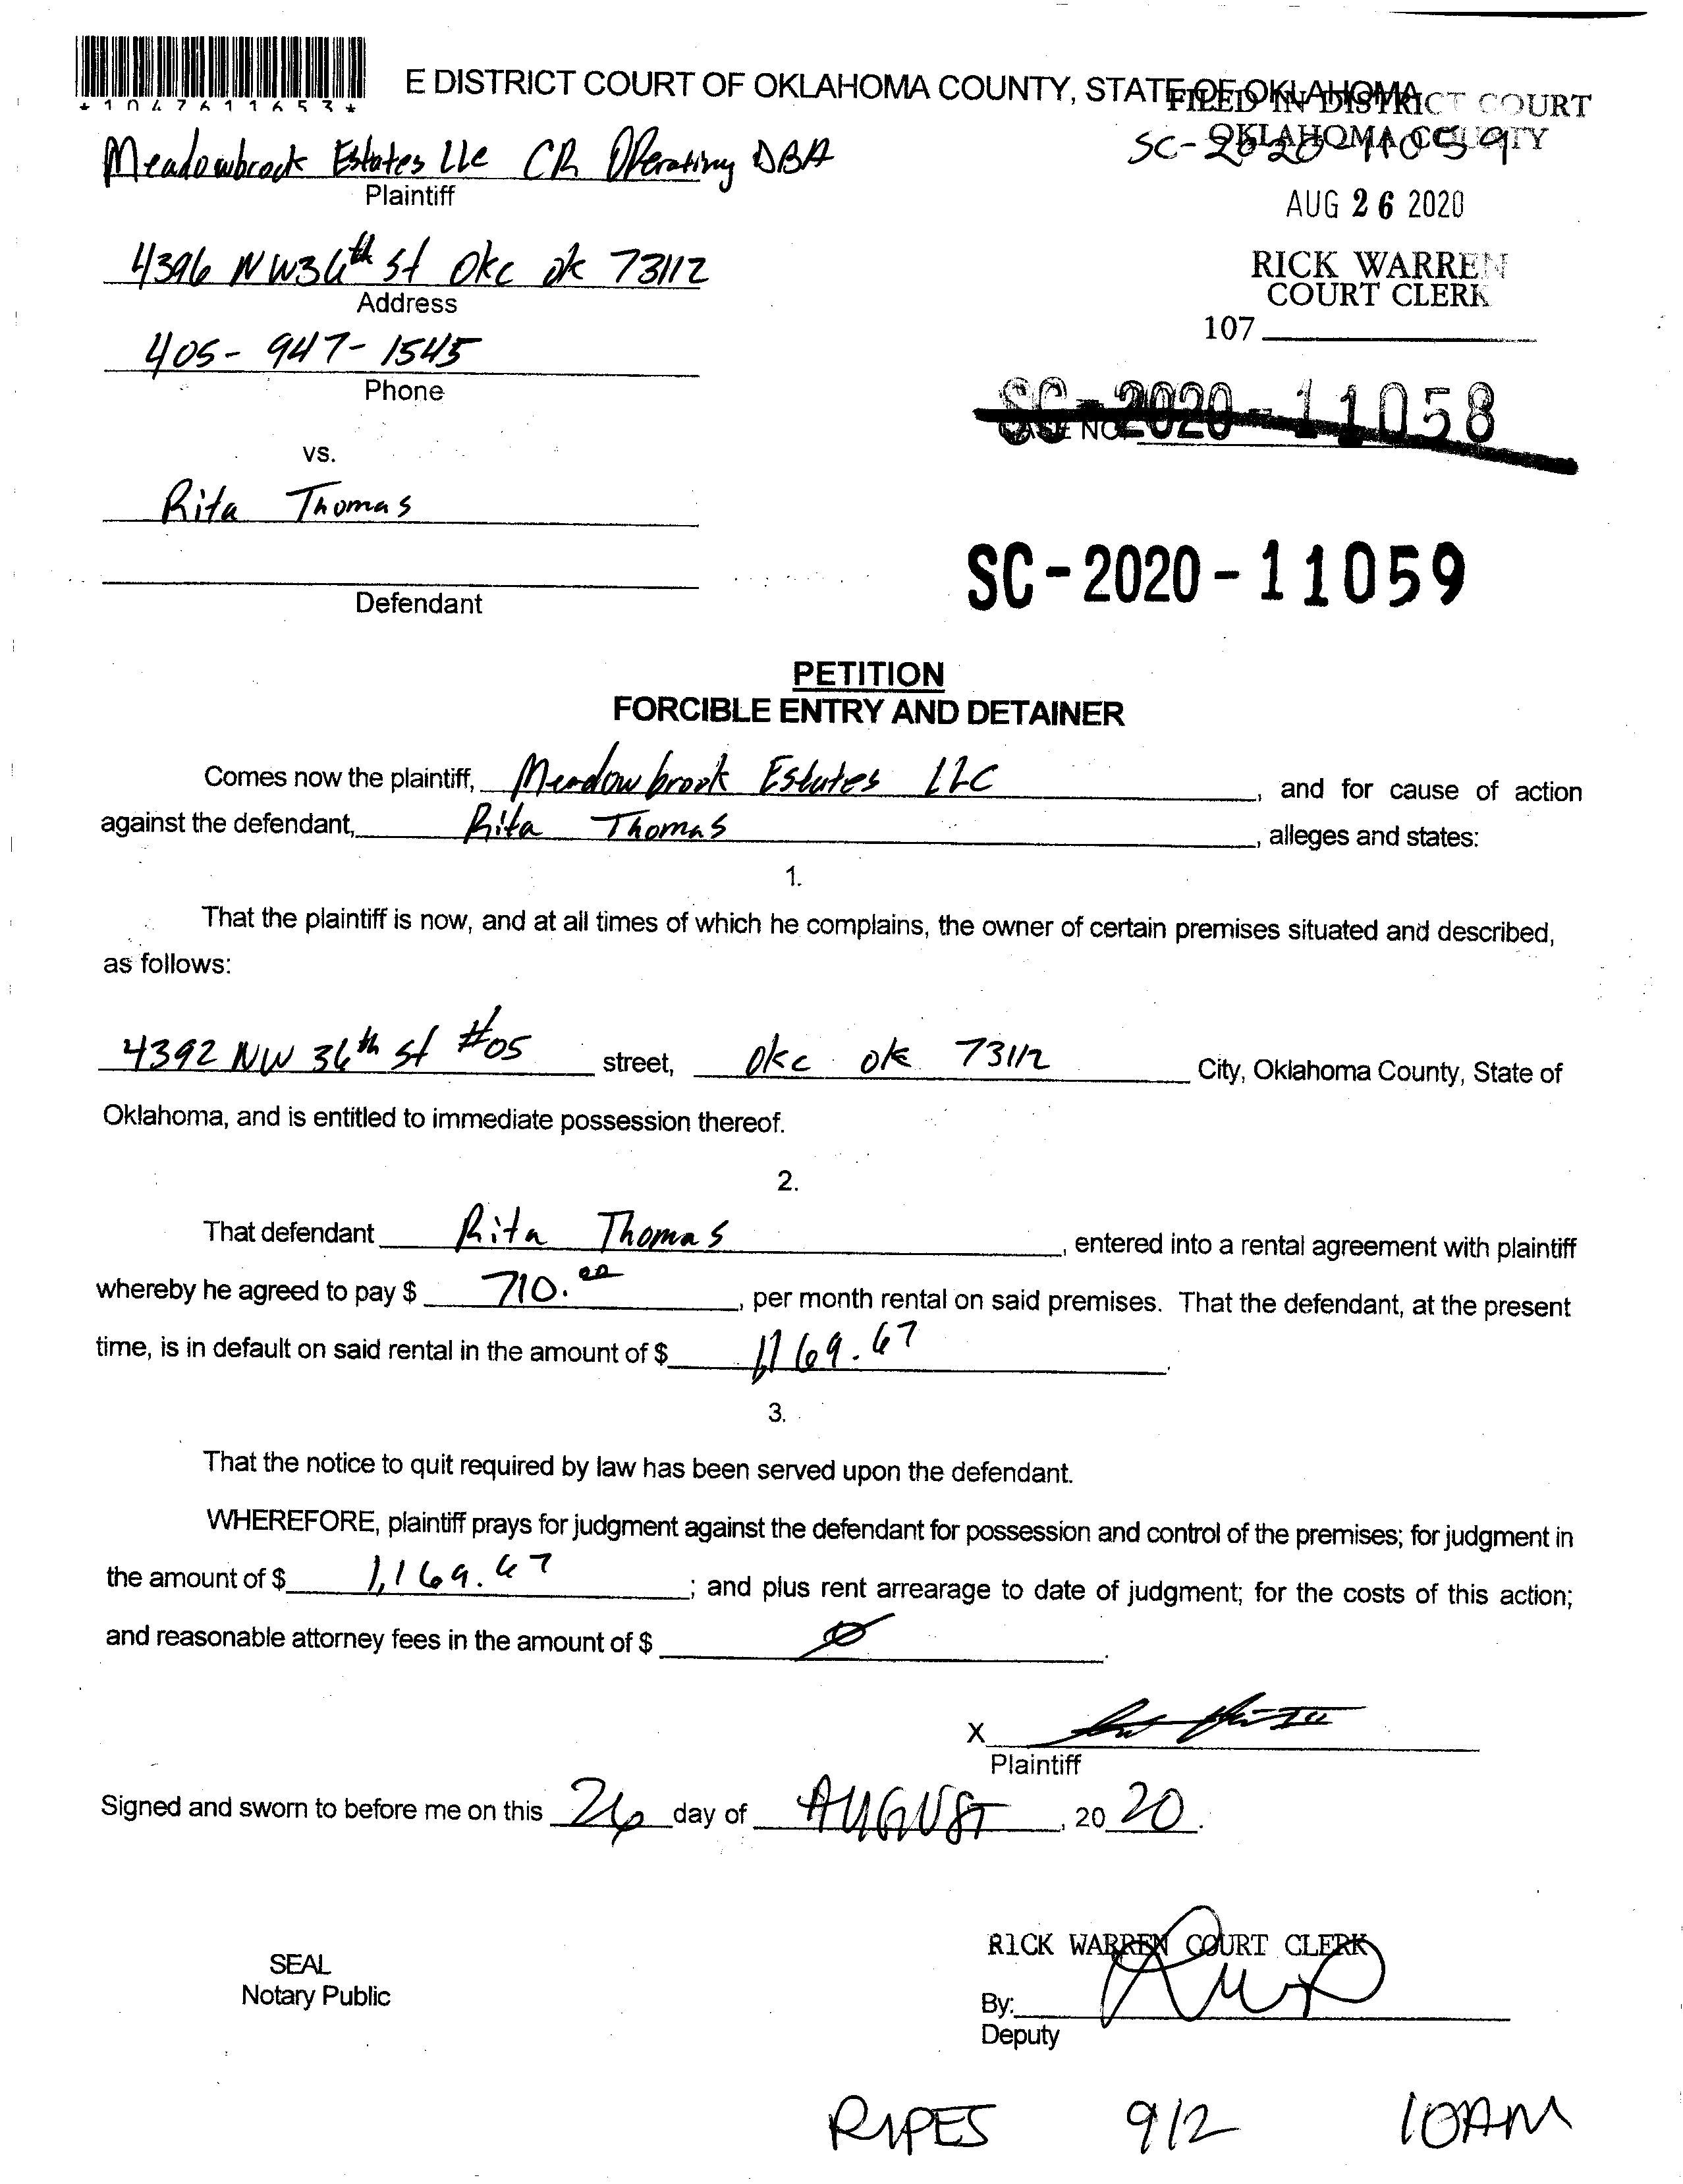 *1047611653*
E DISTRICT COURT OF OKLAHOMA COUNTY, STATE OF OKLAHOMA
FILED IN DISTRICT COURT
OKLAHOMA COUNTY
SC-2020-11059
Meadowbrook Estates LLc CR Operating DBA
Plaintiff
AUG 26 2020
4396 NW 36th st Okc ok 73112
Address
RICK WARREN
COURT CLERK
107
405-947-1545
Phone
SC-2020-11058
CASE NO.
vs.
Rita Thomas
Defendant
SC-2020-11059
PETITION
FORCIBLE ENTRY AND DETAINER
Comes now the plaintiff, Meadowbrook Estates LLC, and for cause of action
against the defendant, Rita Thomas, alleges and states:
1.
That the plaintiff is now, and at all times of which he complains, the owner of certain premises situated and described,
as follows:
4392 NW 36th st #05 street, Okc ok 73112 City, Oklahoma County, State of
Oklahoma, and is entitled to immediate possession thereof.
2.
That defendant Rita Thomas, entered into a rental agreement with plaintiff
whereby he agreed to pay $ 710.00, per month rental on said premises. That the defendant, at the present
time, is in default on said rental in the amount of $ 1,169.67.
3.
That the notice to quit required by law has been served upon the defendant.
WHEREFORE, plaintiff prays for judgment against the defendant for possession and control of the premises; for judgment in
the amount of $ 1,169.67; and plus rent arrearage to date of judgment; for the costs of this action;
and reasonable attorney fees in the amount of $ Ø.
X
Plaintiff
Signed and sworn to before me on this 26 day of AUGUST, 2020.
RICK WARREN COURT CLERK
SEAL
Notary Public
By:
Deputy
RIPES 9/2 10AM